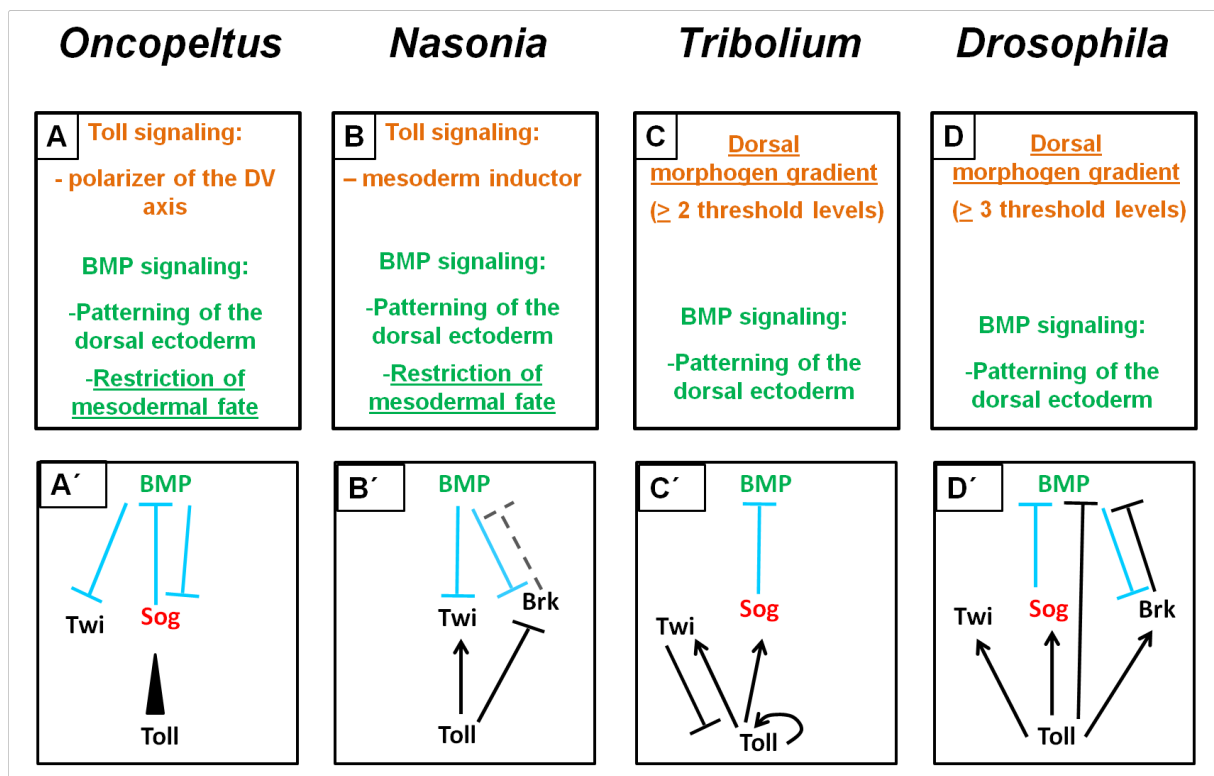 Oncopeltus
Nasonia
Tribolium
Drosophila
A
Toll signaling:
- polarizer of the DV
axis
BMP signaling:
-Patterning of the
dorsal ectoderm
-Restriction of
mesodermal fate
B
Toll signaling:
– mesoderm inductor
BMP signaling:
-Patterning of the
dorsal ectoderm
-Restriction of
mesodermal fate
C
Dorsal
morphogen gradient
(≥ 2 threshold levels)
BMP signaling:
-Patterning of the
dorsal ectoderm
D
Dorsal
morphogen gradient
(≥ 3 threshold levels)
BMP signaling:
-Patterning of the
dorsal ectoderm
A´
BMP
Twi
Sog
Toll
B´
BMP
Twi
Brk
Toll
C´
BMP
Sog
Twi
Toll
D´
BMP
Twi
Sog
Brk
Toll